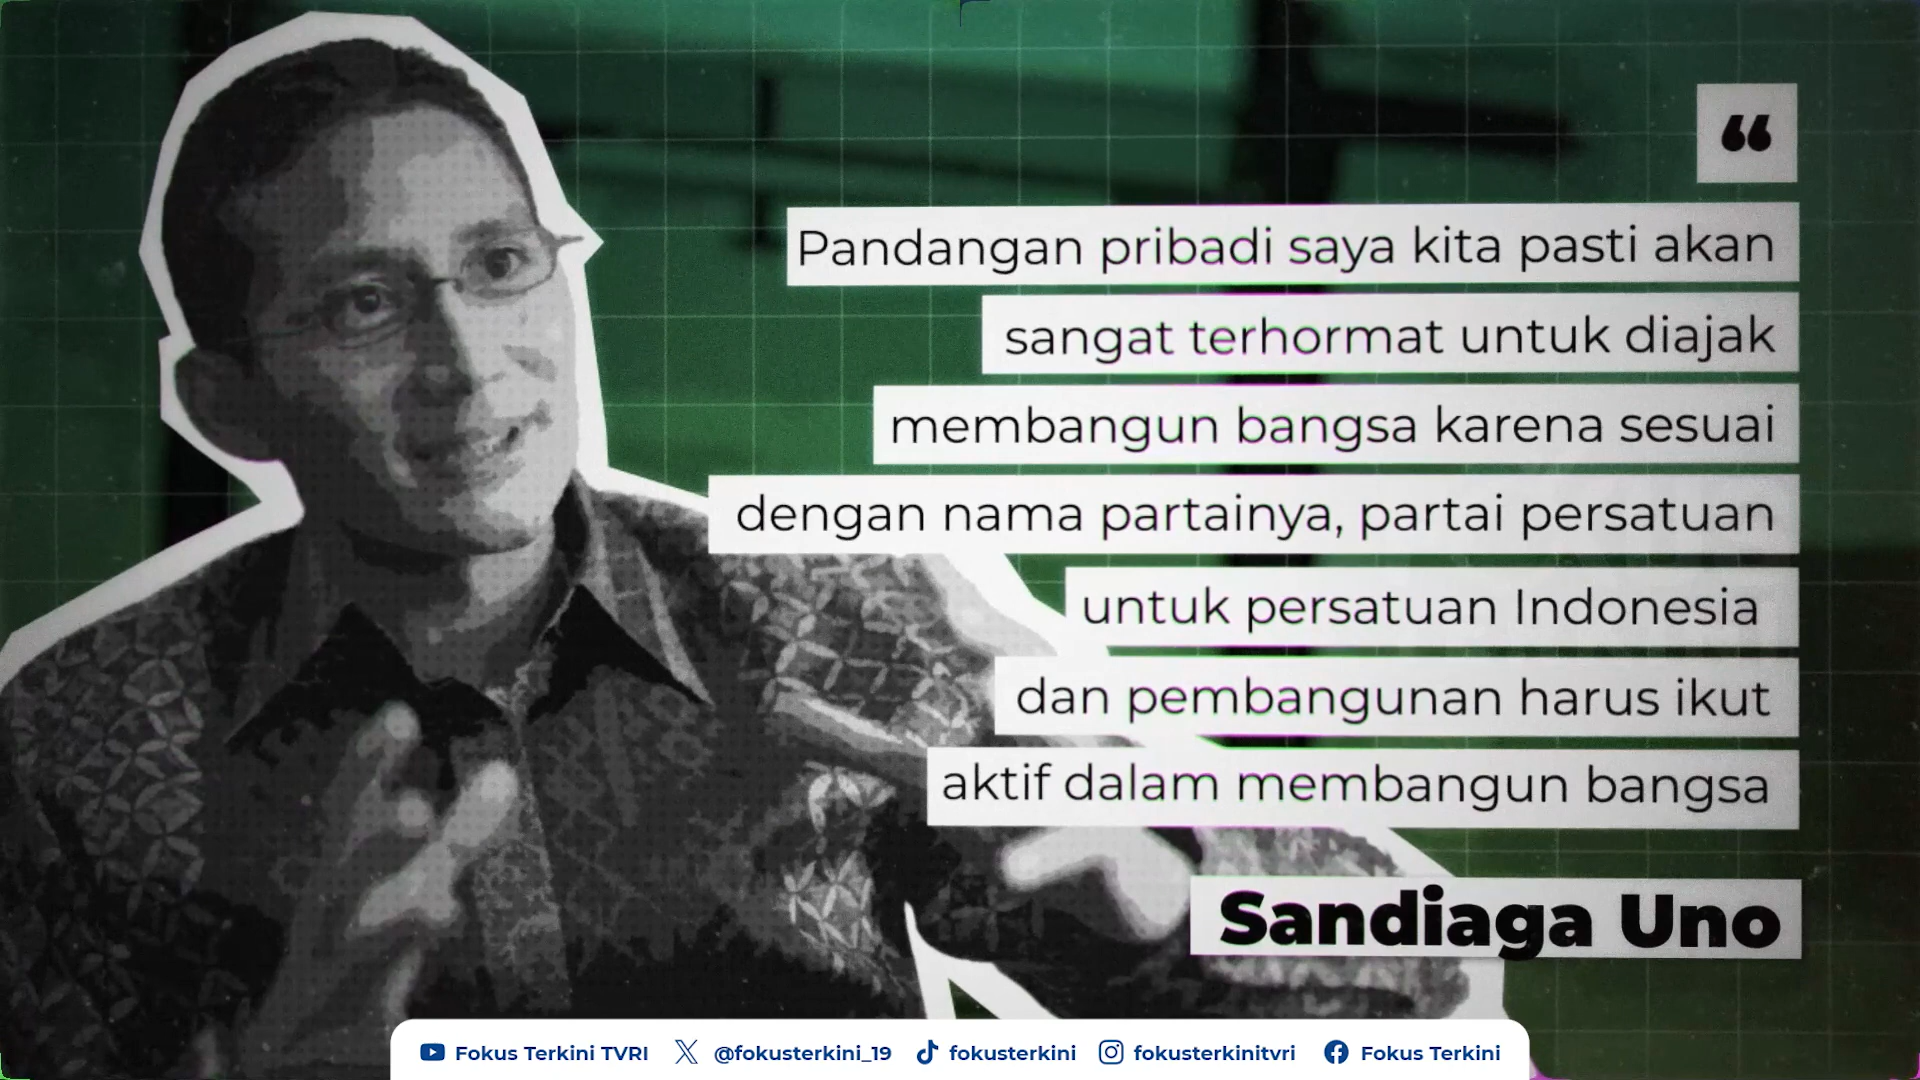 “
Pandangan pribadi saya kita pasti akan
sangat terhormat untuk diajak
membangun bangsa karena sesuai
dengan nama partainya, partai persatuan
untuk persatuan Indonesia
dan pembangunan harus ikut
aktif dalam membangun bangsa
Sandiaga Uno
Fokus Terkini TVRI @fokusterkini_19 fokusterkini fokusterkinitvri Fokus Terkini